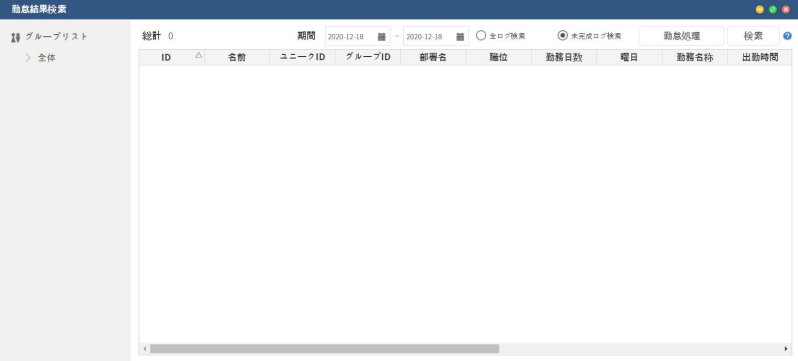 勤怠結果検索
グループリスト
全体
総計 0 期間 2020-12-18 ~ 2020-12-18 全ログ検索 未完成ログ検索 勤怠処理 検索
ID 名前 ユニークID グループID 部署名 職位 勤務日数 曜日 勤務名称 出勤時間